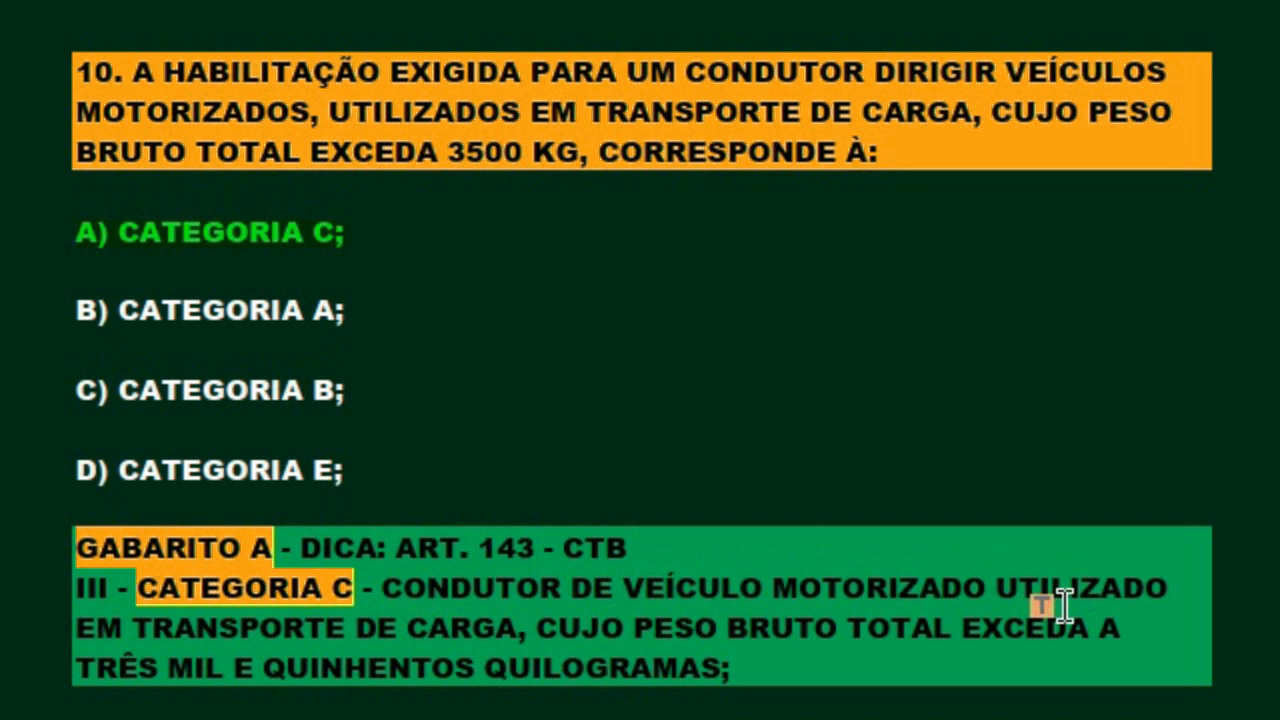 10. A HABILITAÇÃO EXIGIDA PARA UM CONDUTOR DIRIGIR VEÍCULOS
MOTORIZADOS, UTILIZADOS EM TRANSPORTE DE CARGA, CUJO PESO
BRUTO TOTAL EXCEDA 3500 KG, CORRESPONDE À:
A) CATEGORIA C;
B) CATEGORIA A;
C) CATEGORIA B;
D) CATEGORIA E;
GABARITO A - DICA: ART. 143 - CTB
III - CATEGORIA C - CONDUTOR DE VEÍCULO MOTORIZADO UTILIZADO
EM TRANSPORTE DE CARGA, CUJO PESO BRUTO TOTAL EXCEDA A
TRÊS MIL E QUINHENTOS QUILOGRAMAS;